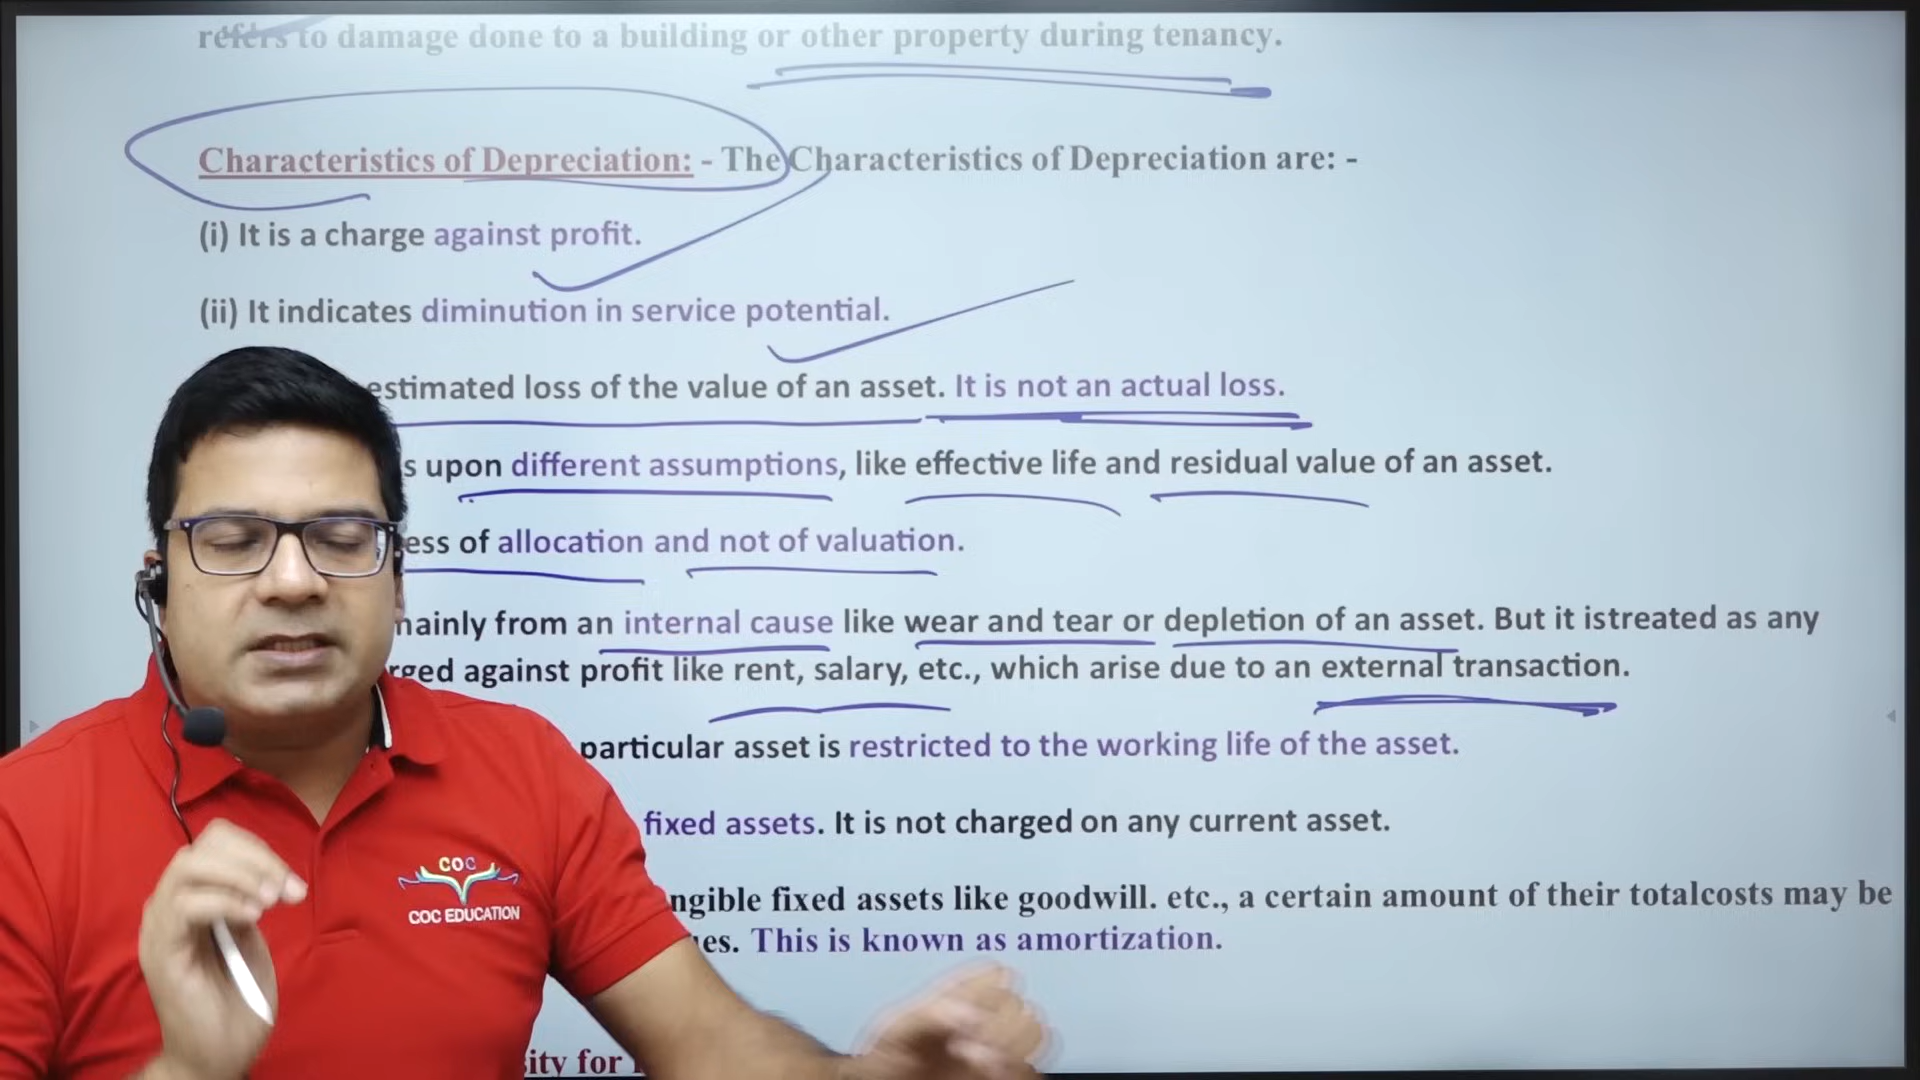 refers to damage done to a building or other property during tenancy.
Characteristics of Depreciation: - The Characteristics of Depreciation are: -
(i) It is a charge against profit.
(ii) It indicates diminution in service potential.
estimated loss of the value of an asset. It is not an actual loss.
s upon different assumptions, like effective life and residual value of an asset.
ess of allocation and not of valuation.
mainly from an internal cause like wear and tear or depletion of an asset. But it istreated as any
rged against profit like rent, salary, etc., which arise due to an external transaction.
particular asset is restricted to the working life of the asset.
fixed assets. It is not charged on any current asset.
ngible fixed assets like goodwill. etc., a certain amount of their totalcosts may be
es. This is known as amortization.
COC
COC EDUCATION
ity for